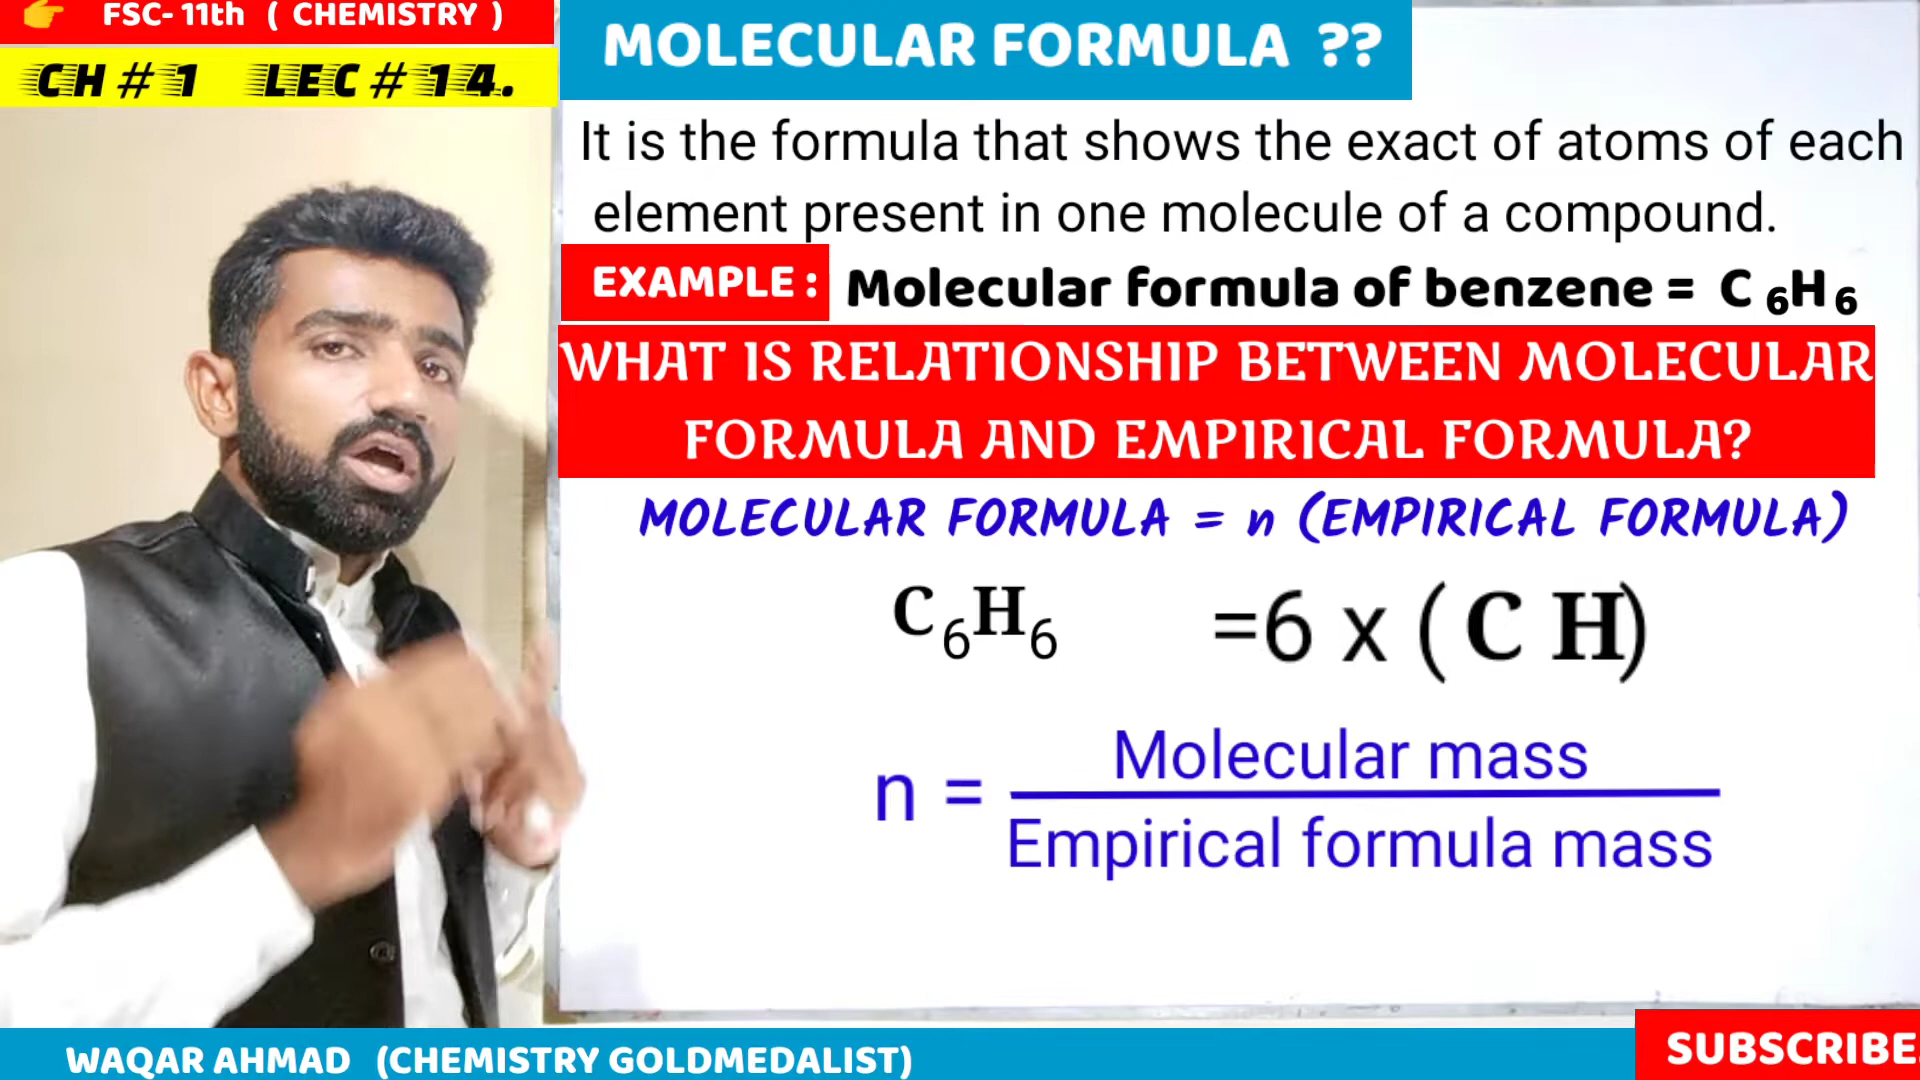 👉 FSC- 11th ( CHEMISTRY )
CH # 1 LEC # 14.
MOLECULAR FORMULA ??
It is the formula that shows the exact of atoms of each
element present in one molecule of a compound.
EXAMPLE : Molecular formula of benzene = C₆H₆
WHAT IS RELATIONSHIP BETWEEN MOLECULAR
FORMULA AND EMPIRICAL FORMULA?
MOLECULAR FORMULA = n (EMPIRICAL FORMULA)
C₆H₆ =6 x ( C H)
n = Molecular mass
Empirical formula mass
WAQAR AHMAD (CHEMISTRY GOLDMEDALIST)
SUBSCRIBE